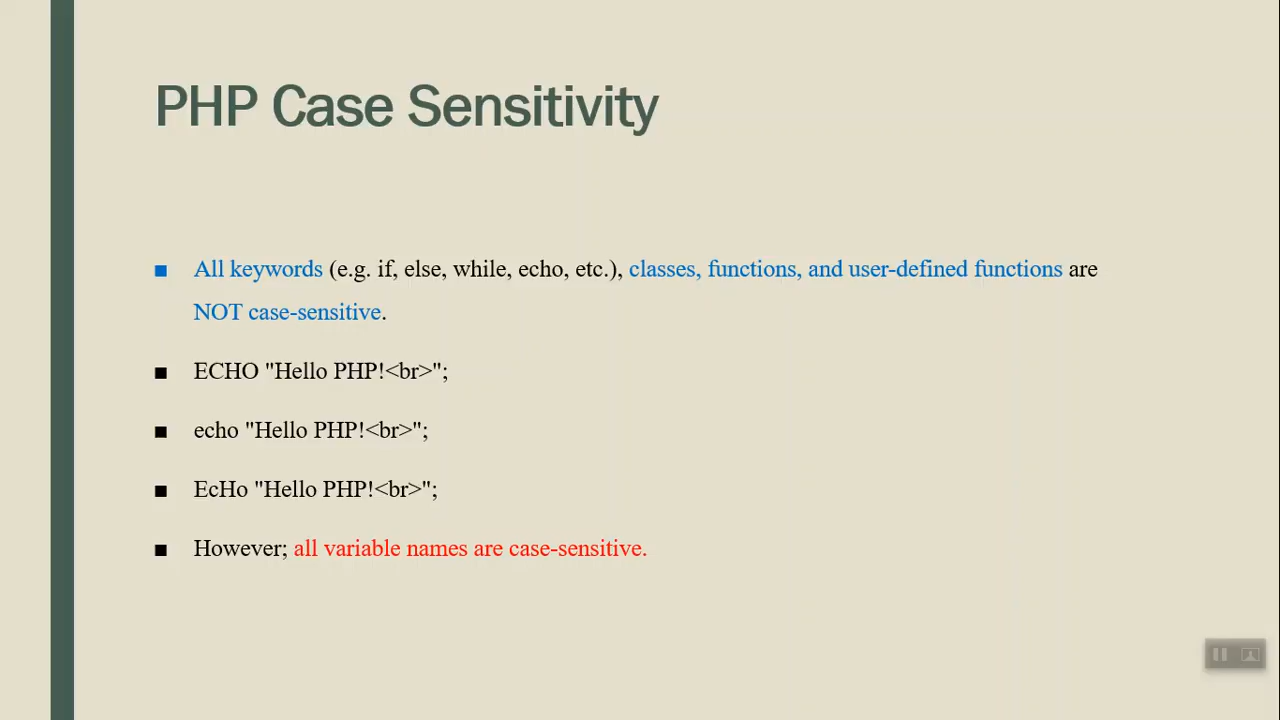 PHP Case Sensitivity
■ All keywords (e.g. if, else, while, echo, etc.), classes, functions, and user-defined functions are
NOT case-sensitive.
■ ECHO "Hello PHP!<br>";
■ echo "Hello PHP!<br>";
■ EcHo "Hello PHP!<br>";
■ However; all variable names are case-sensitive.